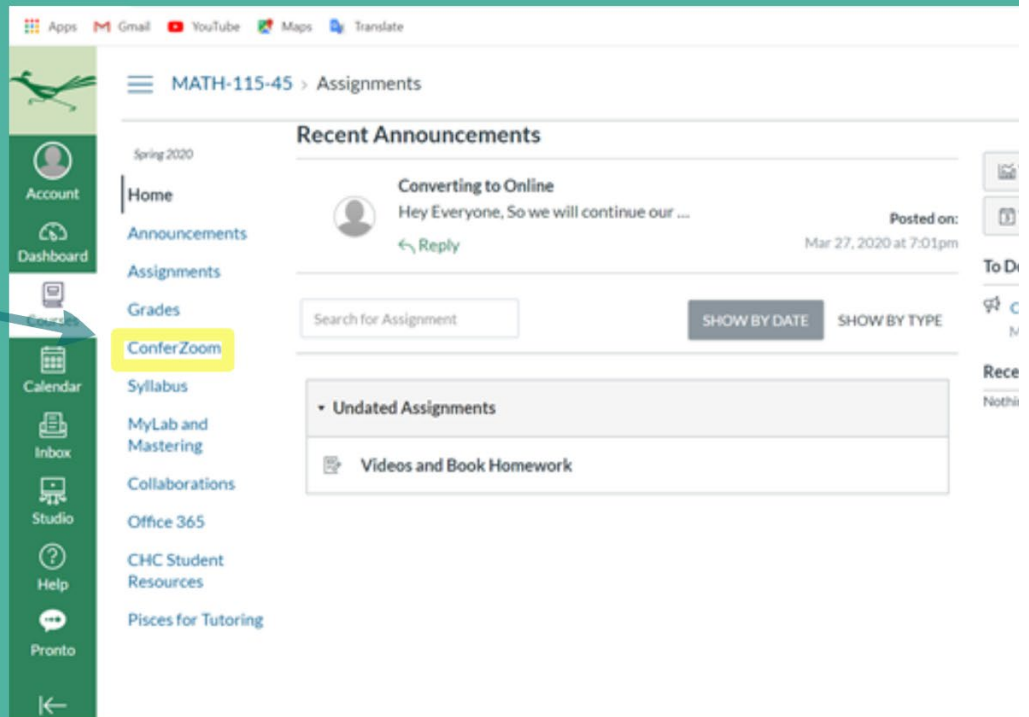 Apps Gmail YouTube Maps Translate
MATH-115-45 > Assignments
Account
Dashboard
Courses
Calendar
Inbox
Studio
Help
Pronto
Spring 2020
Home
Announcements
Assignments
Grades
ConferZoom
Syllabus
MyLab and
Mastering
Collaborations
Office 365
CHC Student
Resources
Pisces for Tutoring
Recent Announcements
Converting to Online
Hey Everyone, So we will continue our ...
Reply
Posted on:
Mar 27, 2020 at 7:01pm
Search for Assignment
SHOW BY DATE SHOW BY TYPE
Undated Assignments
Videos and Book Homework
To D
C
M
Rece
Nothi